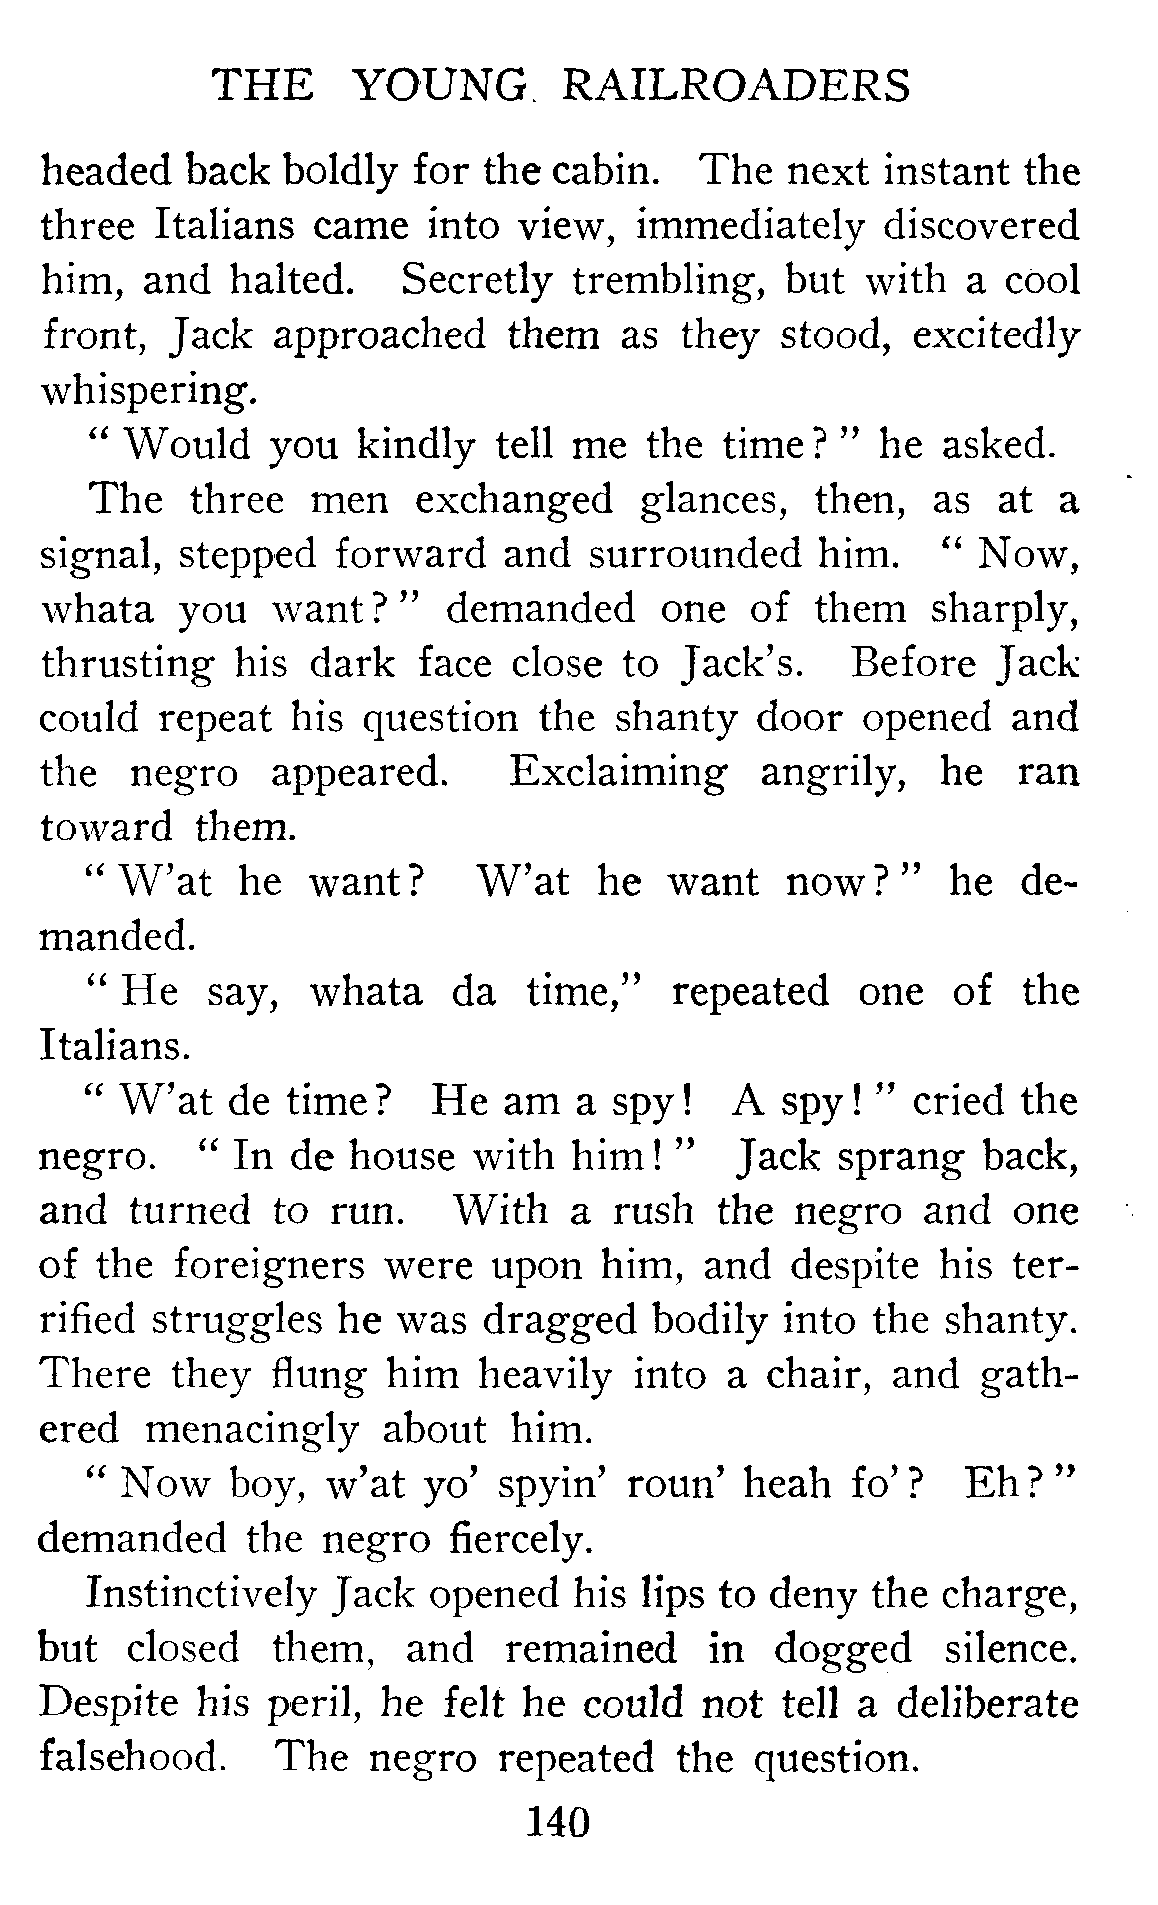 THE YOUNG RAILROADERS
headed back boldly for the cabin. The next instant the
three Italians came into view, immediately discovered
him, and halted. Secretly trembling, but with a cool
front, Jack approached them as they stood, excitedly
whispering.
“ Would you kindly tell me the time? ” he asked.
The three men exchanged glances, then, as at a
signal, stepped forward and surrounded him. “ Now,
whata you want? ” demanded one of them sharply,
thrusting his dark face close to Jack’s. Before Jack
could repeat his question the shanty door opened and
the negro appeared. Exclaiming angrily, he ran
toward them.
“ W’at he want? W’at he want now? ” he de-
manded.
“ He say, whata da time,” repeated one of the
Italians.
“ W’at de time? He am a spy! A spy! ” cried the
negro. “ In de house with him! ” Jack sprang back,
and turned to run. With a rush the negro and one
of the foreigners were upon him, and despite his ter-
rified struggles he was dragged bodily into the shanty.
There they flung him heavily into a chair, and gath-
ered menacingly about him.
“ Now boy, w’at yo’ spyin’ roun’ heah fo’? Eh? ”
demanded the negro fiercely.
Instinctively Jack opened his lips to deny the charge,
but closed them, and remained in dogged silence.
Despite his peril, he felt he could not tell a deliberate
falsehood. The negro repeated the question.
140